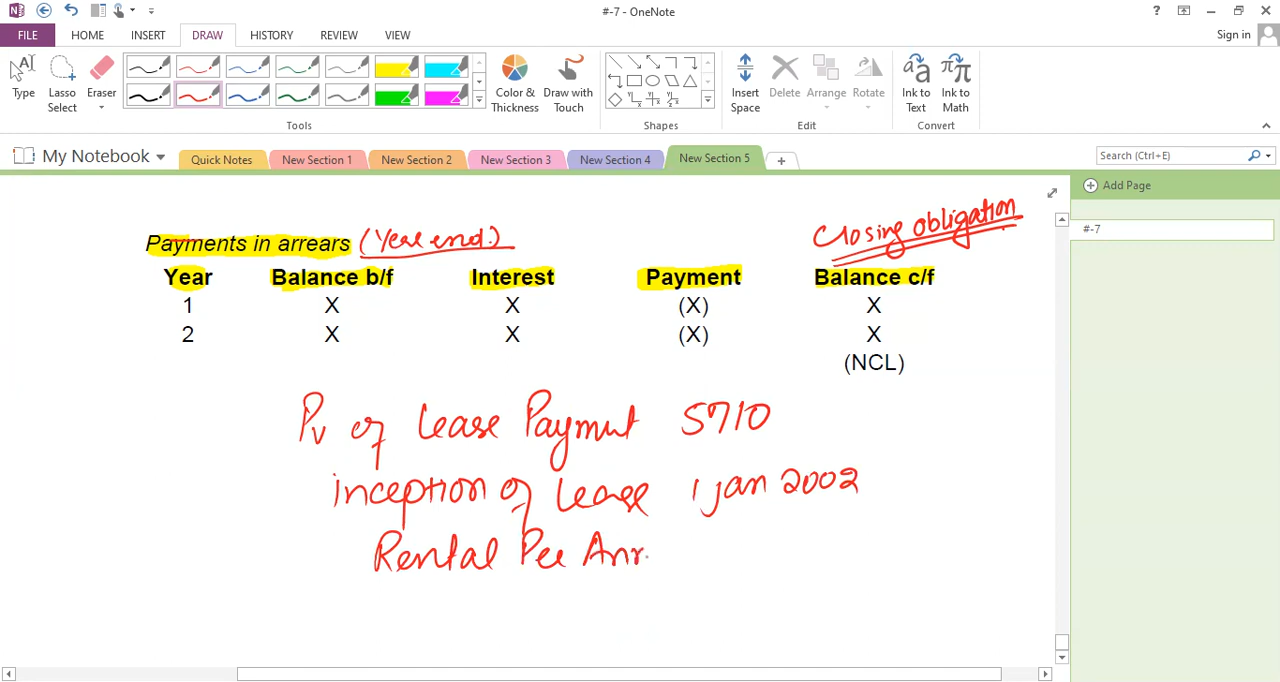 #-7 - OneNote
?
FILE HOME INSERT DRAW HISTORY REVIEW VIEW
Sign in
Type
Lasso Select
Eraser
Color & Thickness
Draw with Touch
Insert Space
Delete
Arrange
Rotate
Ink to Text
Ink to Math
Tools Shapes Edit Convert
My Notebook Quick Notes New Section 1 New Section 2 New Section 3 New Section 4 New Section 5
Search (Ctrl+E)
Add Page
#-7
Closing obligation
Payments in arrears (Year end.)
Year Balance b/f Interest Payment Balance c/f
1 X X (X) X
2 X X (X) X
(NCL)
Pv of Lease Payment 5710
inception of Lease 1 jan 2002
Rental Per Ann